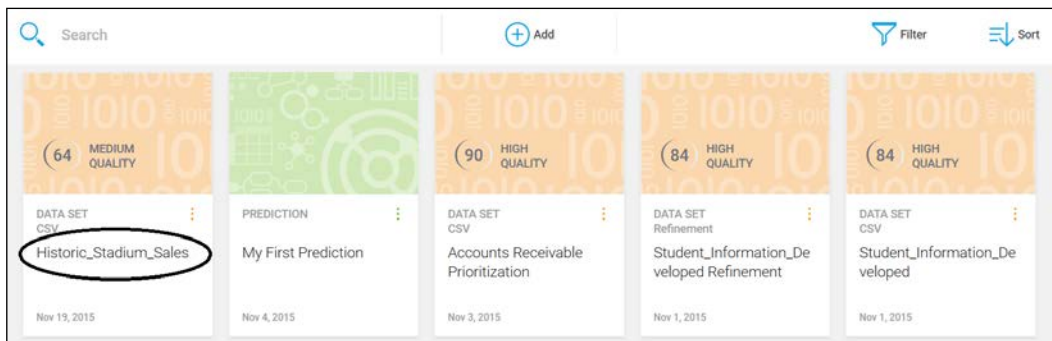 Search
Add
Filter
Sort
64 MEDIUM
QUALITY
90 HIGH
QUALITY
84 HIGH
QUALITY
84 HIGH
QUALITY
DATA SET
CSV
Historic_Stadium_Sales
Nov 19, 2015
PREDICTION
My First Prediction
Nov 4, 2015
DATA SET
CSV
Accounts Receivable
Prioritization
Nov 3, 2015
DATA SET
Refinement
Student_Information_De
veloped Refinement
Nov 1, 2015
DATA SET
CSV
Student_Information_De
veloped
Nov 1, 2015